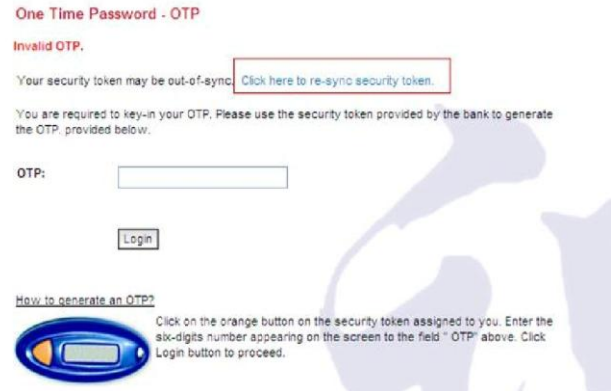 One Time Password - OTP
Invalid OTP.
Your security token may be out-of-sync. Click here to re-sync security token.
You are required to key-in your OTP. Please use the security token provided by the bank to generate
the OTP. provided below.
OTP:
Login
How to generate an OTP?
Click on the orange button on the security token assigned to you. Enter the
six-digits number appearing on the screen to the field " OTP" above. Click
Login button to proceed.